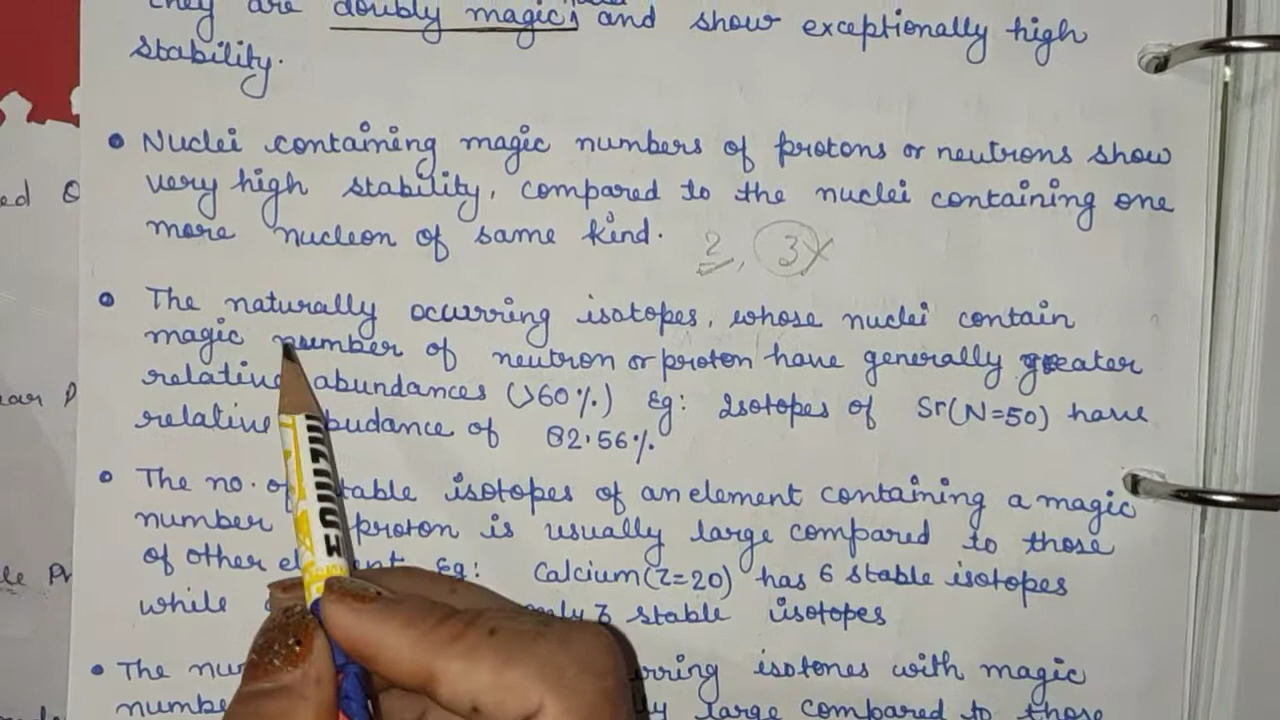 they are doubly magic, and show exceptionally high
stability.
• Nuclei containing magic numbers of protons or neutrons show
very high stability, compared to the nuclei containing one
more nucleon of same kind.
2, 3
• The naturally occurring isotopes, whose nuclei contain
magic number of neutron or proton have generally greater
relative abundances (>60%) Eg: Isotopes of Sr(N=50) have
relative of 82.56%
• The no. of stable isotopes of an element containing a magic
number proton is usually large compared to those
of other Eg: Calcium(Z=20) has 6 stable isotopes
while 3 stable isotopes
• The isotones with magic
large compared to those